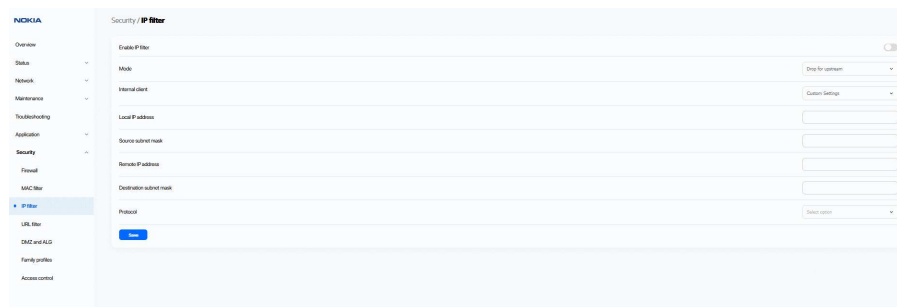 NOKIA
Overview
Status
Network
Maintenance
Troubleshooting
Application
Security
Firewall
MAC filter
IP filter
URL filter
DMZ and ALG
Family profiles
Access control
Security / IP filter
Enable IP filter
Mode
Drop for upstream
Internal client
Custom Settings
Local IP address
Source subnet mask
Remote IP address
Destination subnet mask
Protocol
Select option
Save